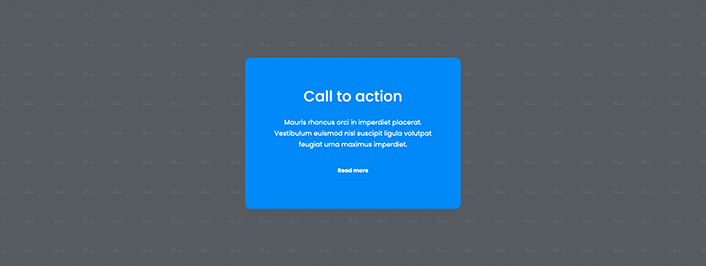 Call to action
Mauris rhoncus orci in imperdiet placerat.
Vestibulum euismod nisl suscipit ligula volutpat
feugiat urna maximus imperdiet.
Read more